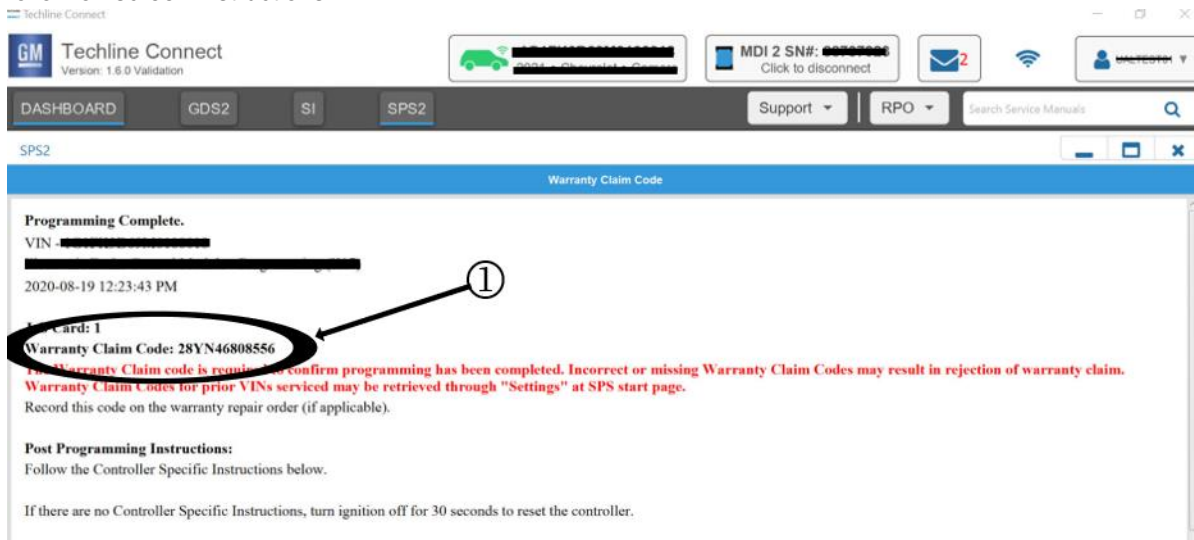 Techline Connect
GM Techline Connect
Version: 1.6.0 Validation
MDI 2 SN#:
Click to disconnect
2
DASHBOARD GDS2 SI SPS2 Support RPO Search Service Manuals
SPS2
Warranty Claim Code
Programming Complete.
VIN -
2020-08-19 12:23:43 PM
1
Card: 1
Warranty Claim Code: 28YN46808556
Warranty Claim code is required to confirm programming has been completed. Incorrect or missing Warranty Claim Codes may result in rejection of warranty claim.
Warranty Claim Codes for prior VINs serviced may be retrieved through "Settings" at SPS start page.
Record this code on the warranty repair order (if applicable).
Post Programming Instructions:
Follow the Controller Specific Instructions below.
If there are no Controller Specific Instructions, turn ignition off for 30 seconds to reset the controller.